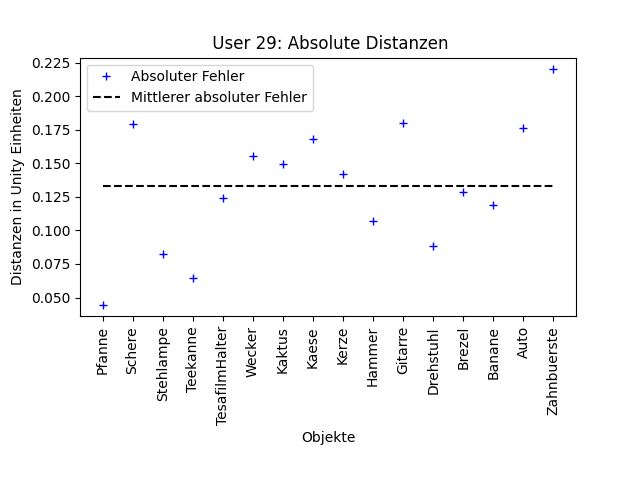 User 29: Absolute Distanzen
Absoluter Fehler
Mittlerer absoluter Fehler
Distanzen in Unity Einheiten
0.225
0.200
0.175
0.150
0.125
0.100
0.075
0.050
Pfanne
Schere
Stehlampe
Teekanne
TesafilmHalter
Wecker
Kaktus
Kaese
Kerze
Hammer
Gitarre
Drehstuhl
Brezel
Banane
Auto
Zahnbuerste
Objekte